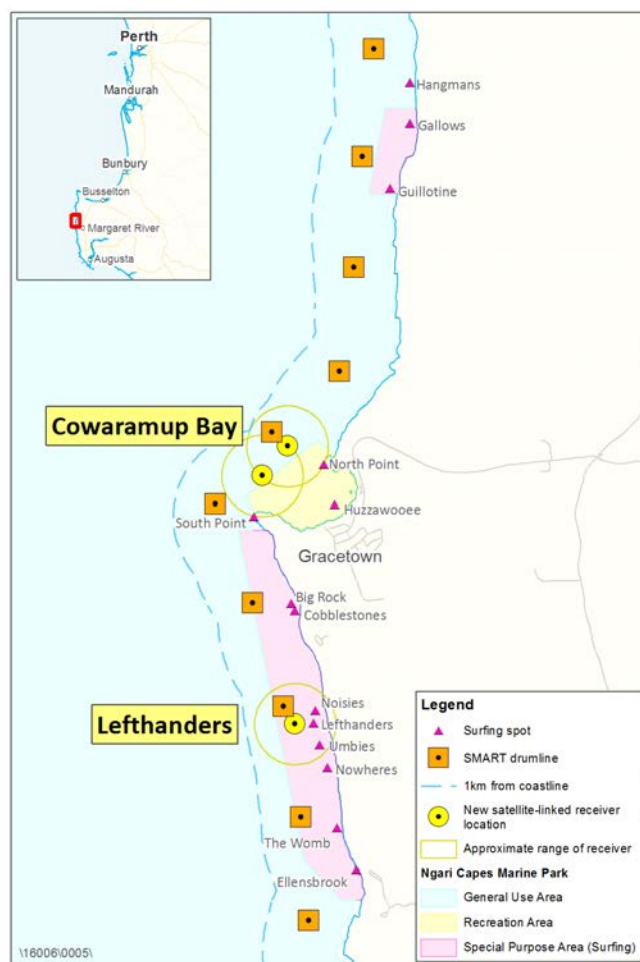 Perth
Mandurah
Bunbury
Busselton
Margaret River
Augusta
Hangmans
Gallows
Guillotine
Cowaramup Bay
North Point
Huzzawooee
South Point
Gracetown
Big Rock
Cobblestones
Noisies
Lefthanders
Lefthanders
Umbies
Nowheres
The Womb
Ellensbrook
Legend
Surfing spot
SMART drumline
1km from coastline
New satellite-linked receiver
location
Approximate range of receiver
Ngari Capes Marine Park
General Use Area
Recreation Area
Special Purpose Area (Surfing)
\16006\0005\